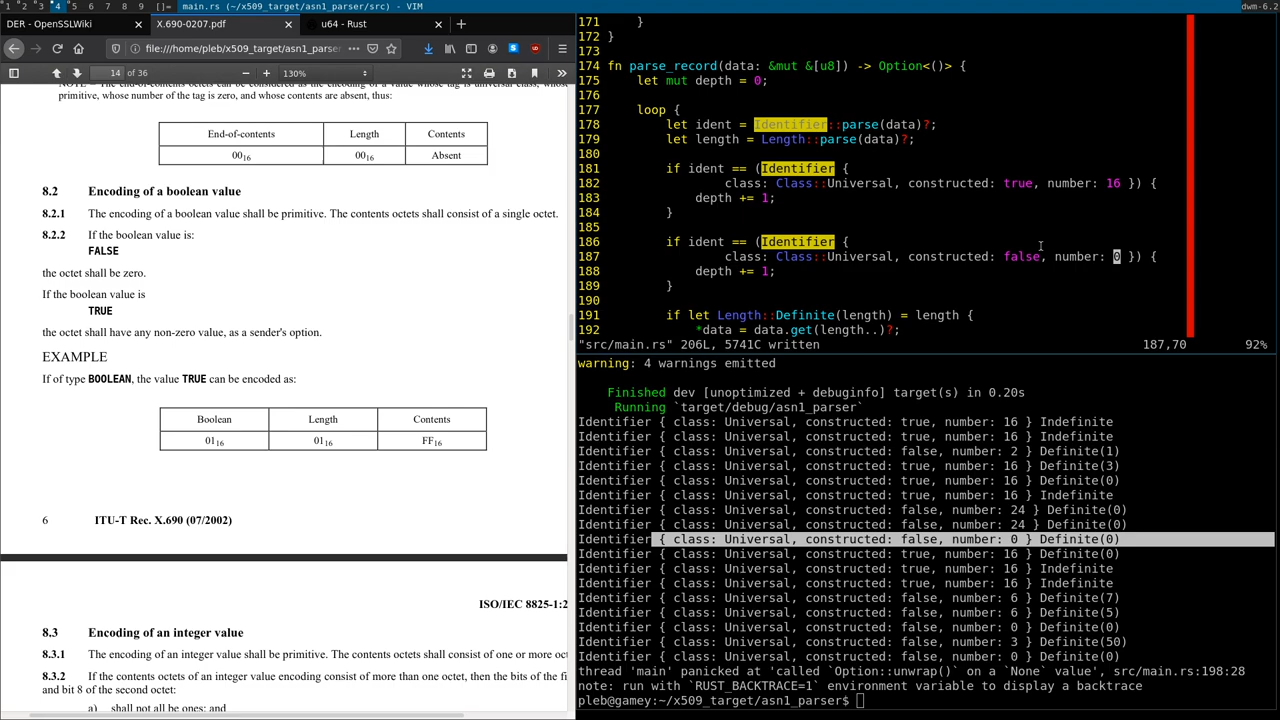 1 2 3 4 5 6 7 8 9 []= main.rs (~/x509_target/asn1_parser/src) - VIM dwm-6.2
DER - OpenSSLWiki
X.690-0207.pdf
u64 - Rust
file:///home/pleb/x509_target/asn1_parser
14 of 36
130%
primitive, whose number of the tag is zero, and whose contents are absent, thus:
End-of-contents Length Contents
00₁₆ 00₁₆ Absent
8.2 Encoding of a boolean value
8.2.1 The encoding of a boolean value shall be primitive. The contents octets shall consist of a single octet.
8.2.2 If the boolean value is:
FALSE
the octet shall be zero.
If the boolean value is
TRUE
the octet shall have any non-zero value, as a sender's option.
EXAMPLE
If of type BOOLEAN, the value TRUE can be encoded as:
Boolean Length Contents
01₁₆ 01₁₆ FF₁₆
6 ITU-T Rec. X.690 (07/2002)
ISO/IEC 8825-1:2
8.3 Encoding of an integer value
8.3.1 The encoding of an integer value shall be primitive. The contents octets shall consist of one or more oct
8.3.2 If the contents octets of an integer value encoding consist of more than one octet, then the bits of the fi
and bit 8 of the second octet:
a) shall not all be ones; and
171     }
172 }
173
174 fn parse_record(data: &mut &[u8]) -> Option<()> {
175     let mut depth = 0;
176
177     loop {
178         let ident = Identifier::parse(data)?;
179         let length = Length::parse(data)?;
180
181         if ident == (Identifier {
182                 class: Class::Universal, constructed: true, number: 16 }) {
183             depth += 1;
184         }
185
186         if ident == (Identifier {
187                 class: Class::Universal, constructed: false, number: 0 }) {
188             depth += 1;
189         }
190
191         if let Length::Definite(length) = length {
192             *data = data.get(length..)?;
"src/main.rs" 206L, 5741C written 187,70 92%
warning: 4 warnings emitted
Finished dev [unoptimized + debuginfo] target(s) in 0.20s
Running `target/debug/asn1_parser`
Identifier { class: Universal, constructed: true, number: 16 } Indefinite
Identifier { class: Universal, constructed: true, number: 16 } Indefinite
Identifier { class: Universal, constructed: false, number: 2 } Definite(1)
Identifier { class: Universal, constructed: true, number: 16 } Definite(3)
Identifier { class: Universal, constructed: true, number: 16 } Definite(0)
Identifier { class: Universal, constructed: true, number: 16 } Indefinite
Identifier { class: Universal, constructed: false, number: 24 } Definite(0)
Identifier { class: Universal, constructed: false, number: 24 } Definite(0)
Identifier { class: Universal, constructed: false, number: 0 } Definite(0)
Identifier { class: Universal, constructed: true, number: 16 } Definite(0)
Identifier { class: Universal, constructed: true, number: 16 } Indefinite
Identifier { class: Universal, constructed: true, number: 16 } Indefinite
Identifier { class: Universal, constructed: false, number: 6 } Definite(7)
Identifier { class: Universal, constructed: false, number: 6 } Definite(5)
Identifier { class: Universal, constructed: false, number: 0 } Definite(0)
Identifier { class: Universal, constructed: false, number: 3 } Definite(50)
Identifier { class: Universal, constructed: false, number: 0 } Definite(0)
thread 'main' panicked at 'called `Option::unwrap()` on a `None` value', src/main.rs:198:28
note: run with `RUST_BACKTRACE=1` environment variable to display a backtrace
pleb@gamey:~/x509_target/asn1_parser$